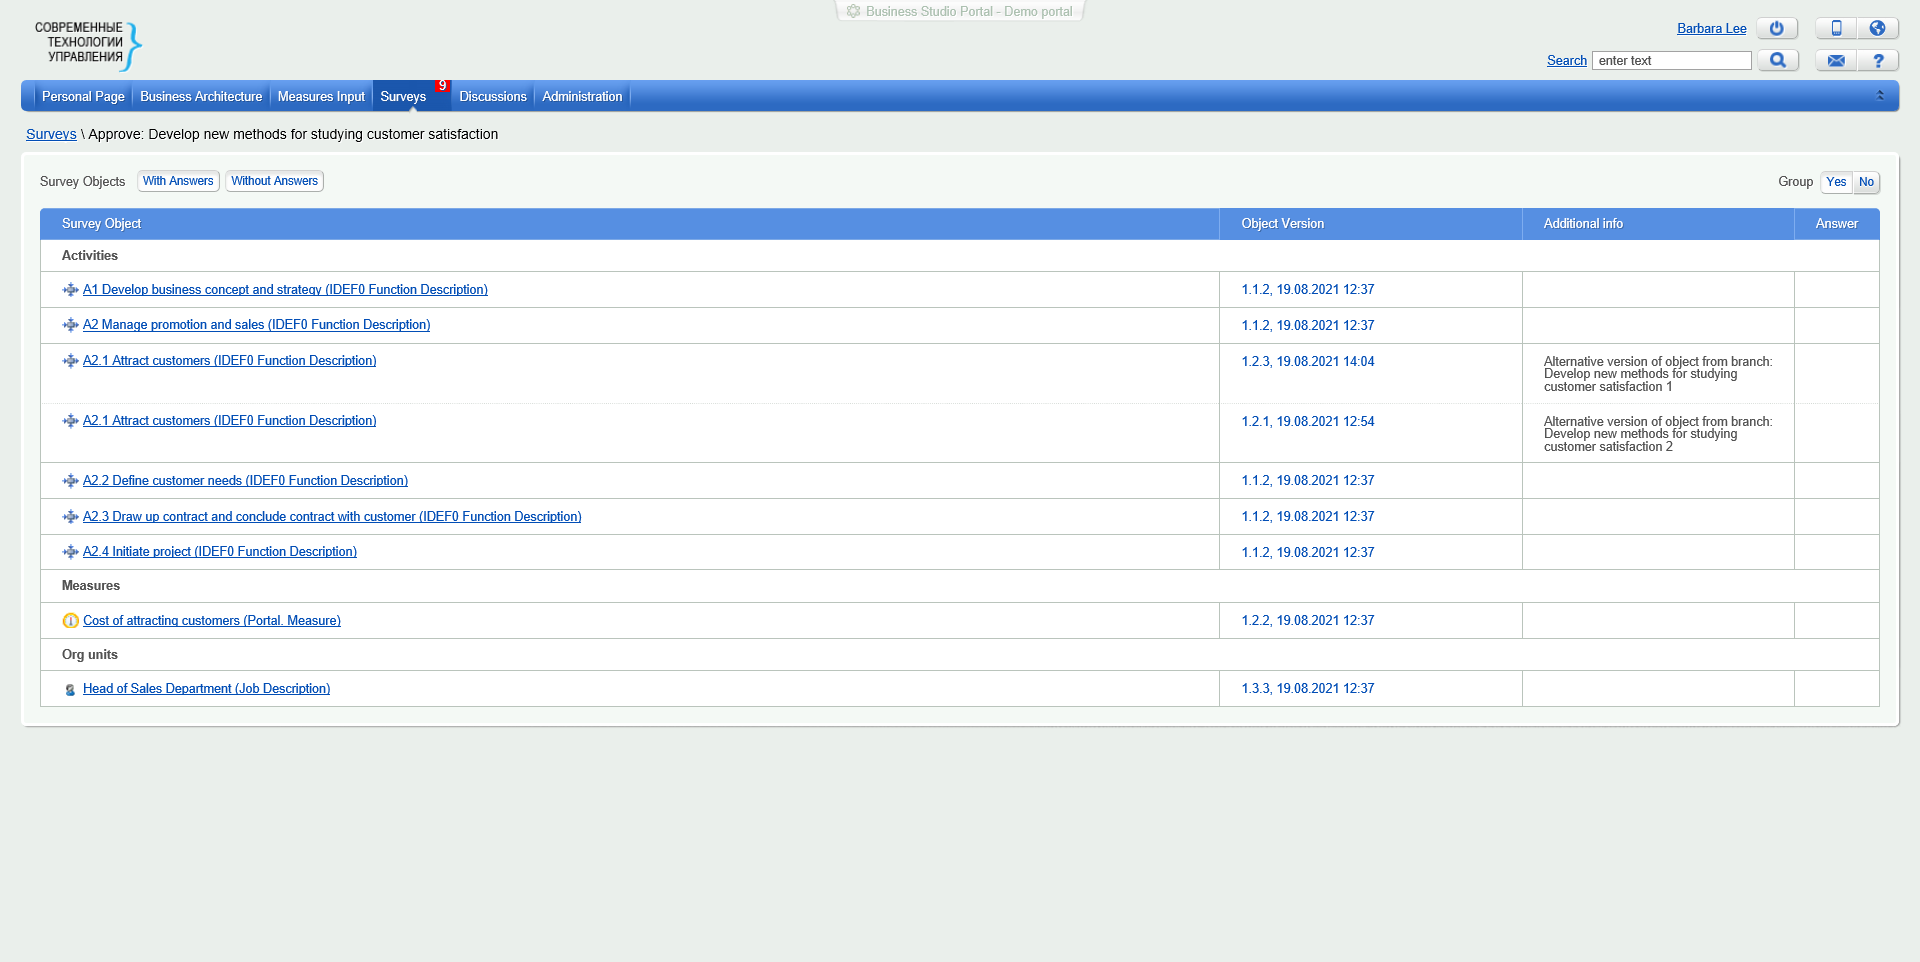 Business Studio Portal - Demo portal
СОВРЕМЕННЫЕ
ТЕХНОЛОГИИ
УПРАВЛЕНИЯ
Barbara Lee
Search enter text ?
Personal Page Business Architecture Measures Input Surveys 9 Discussions Administration
Surveys \ Approve: Develop new methods for studying customer satisfaction
Survey Objects With Answers Without Answers Group Yes No
Survey Object Object Version Additional info Answer
Activities
A1 Develop business concept and strategy (IDEF0 Function Description) 1.1.2, 19.08.2021 12:37
A2 Manage promotion and sales (IDEF0 Function Description) 1.1.2, 19.08.2021 12:37
A2.1 Attract customers (IDEF0 Function Description) 1.2.3, 19.08.2021 14:04 Alternative version of object from branch:
Develop new methods for studying
customer satisfaction 1
A2.1 Attract customers (IDEF0 Function Description) 1.2.1, 19.08.2021 12:54 Alternative version of object from branch:
Develop new methods for studying
customer satisfaction 2
A2.2 Define customer needs (IDEF0 Function Description) 1.1.2, 19.08.2021 12:37
A2.3 Draw up contract and conclude contract with customer (IDEF0 Function Description) 1.1.2, 19.08.2021 12:37
A2.4 Initiate project (IDEF0 Function Description) 1.1.2, 19.08.2021 12:37
Measures
Cost of attracting customers (Portal. Measure) 1.2.2, 19.08.2021 12:37
Org units
Head of Sales Department (Job Description) 1.3.3, 19.08.2021 12:37